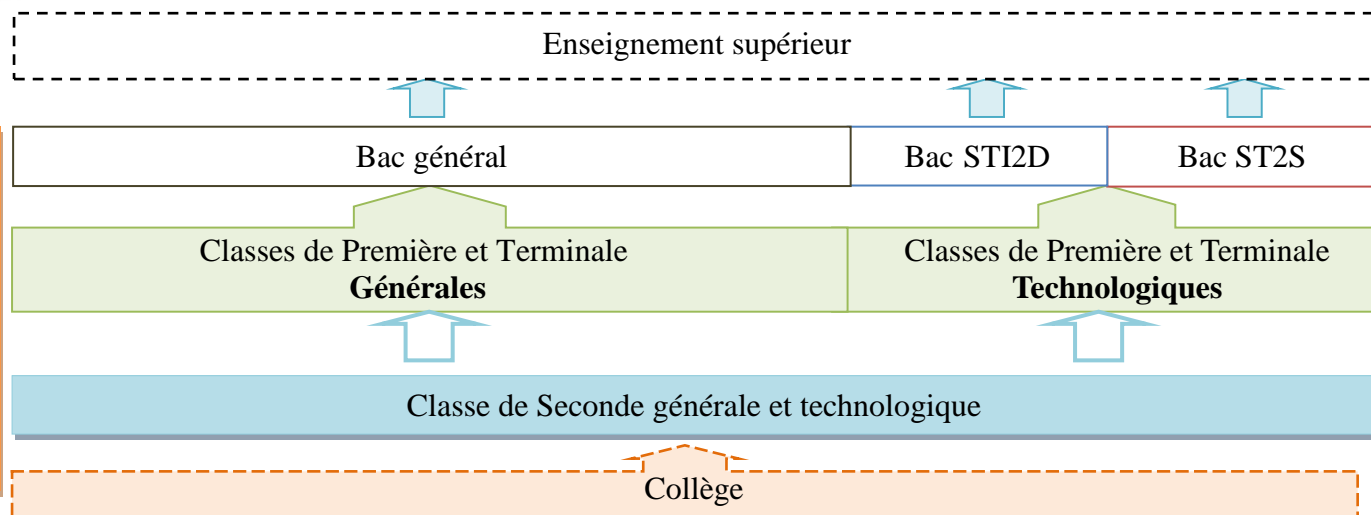 Enseignement supérieur
Bac général
Bac STI2D
Bac ST2S
Classes de Première et Terminale
Générales
Classes de Première et Terminale
Technologiques
Classe de Seconde générale et technologique
Collège